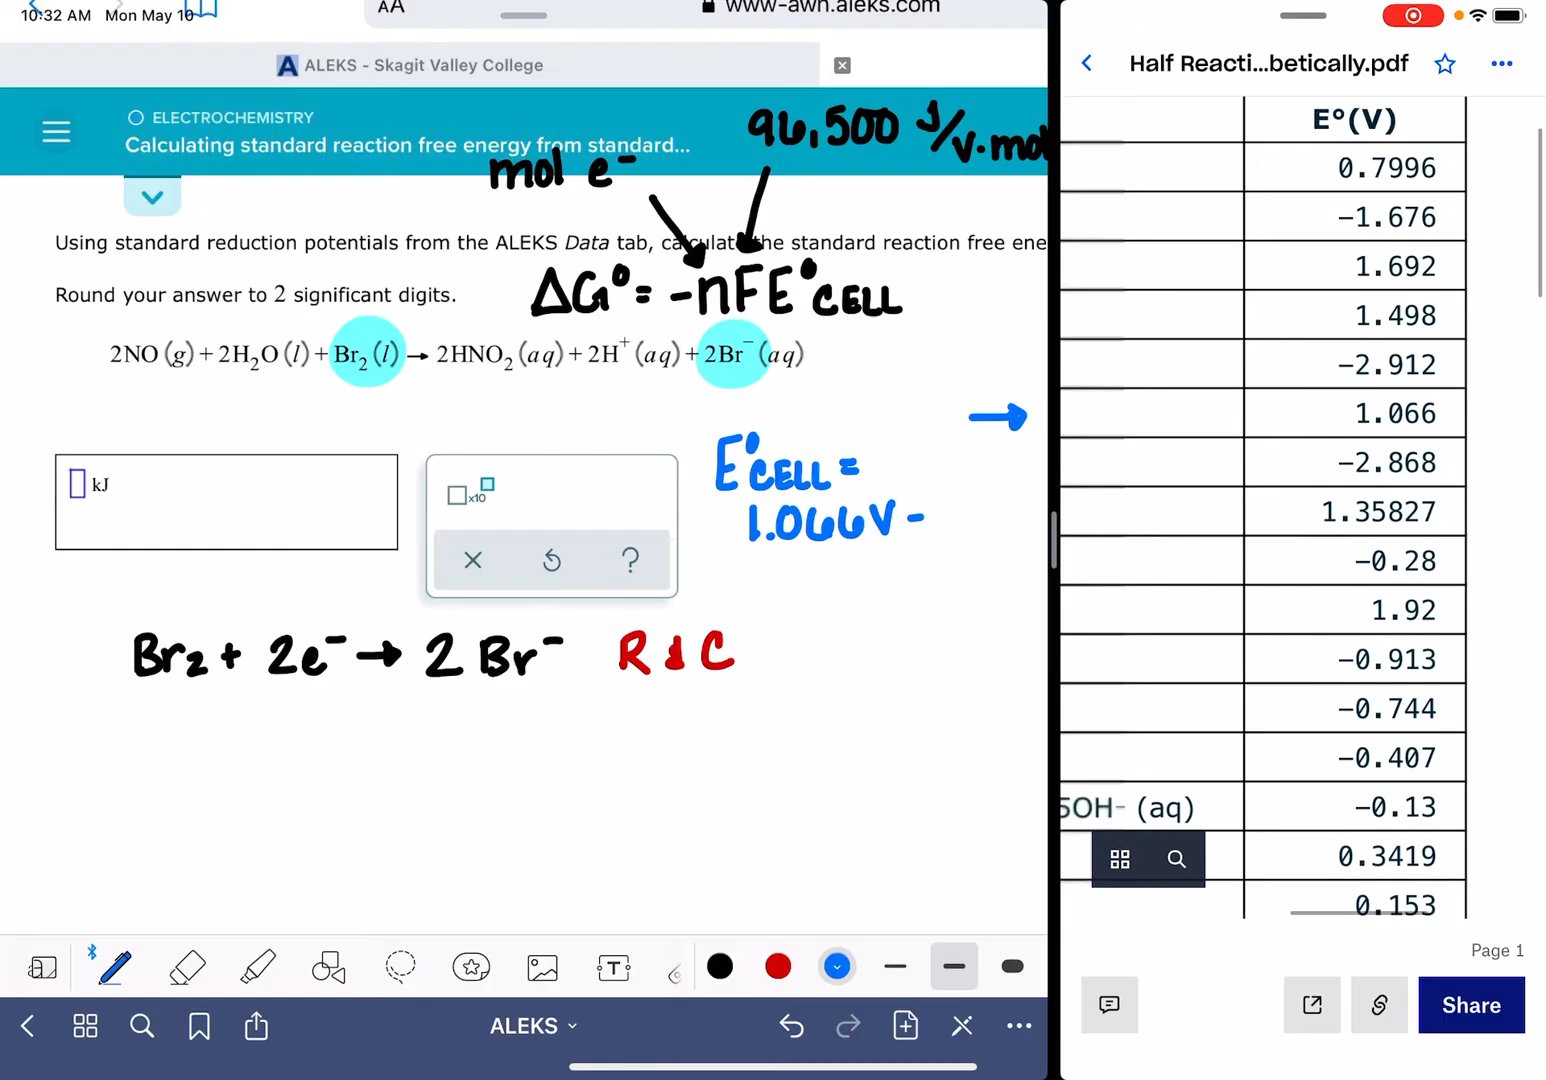 10:32 AM Mon May 10
AA
www-awn.aleks.com
ALEKS - Skagit Valley College
ELECTROCHEMISTRY
Calculating standard reaction free energy from standard...
96,500 J/V·mol
mol e⁻
Using standard reduction potentials from the ALEKS Data tab, calculate the standard reaction free ene
Round your answer to 2 significant digits.
ΔG° = -nFE°CELL
2NO (g) + 2H₂O (l) + Br₂ (l) → 2HNO₂ (aq) + 2H⁺ (aq) + 2Br⁻ (aq)
→
E°CELL =
1.066V -
kJ
x10
?
Br₂ + 2e⁻ → 2 Br⁻ R & C
T
ALEKS
Half Reacti...betically.pdf
E°(V)
0.7996
-1.676
1.692
1.498
-2.912
1.066
-2.868
1.35827
-0.28
1.92
-0.913
-0.744
-0.407
5OH- (aq) -0.13
0.3419
0.153
Page 1
Share